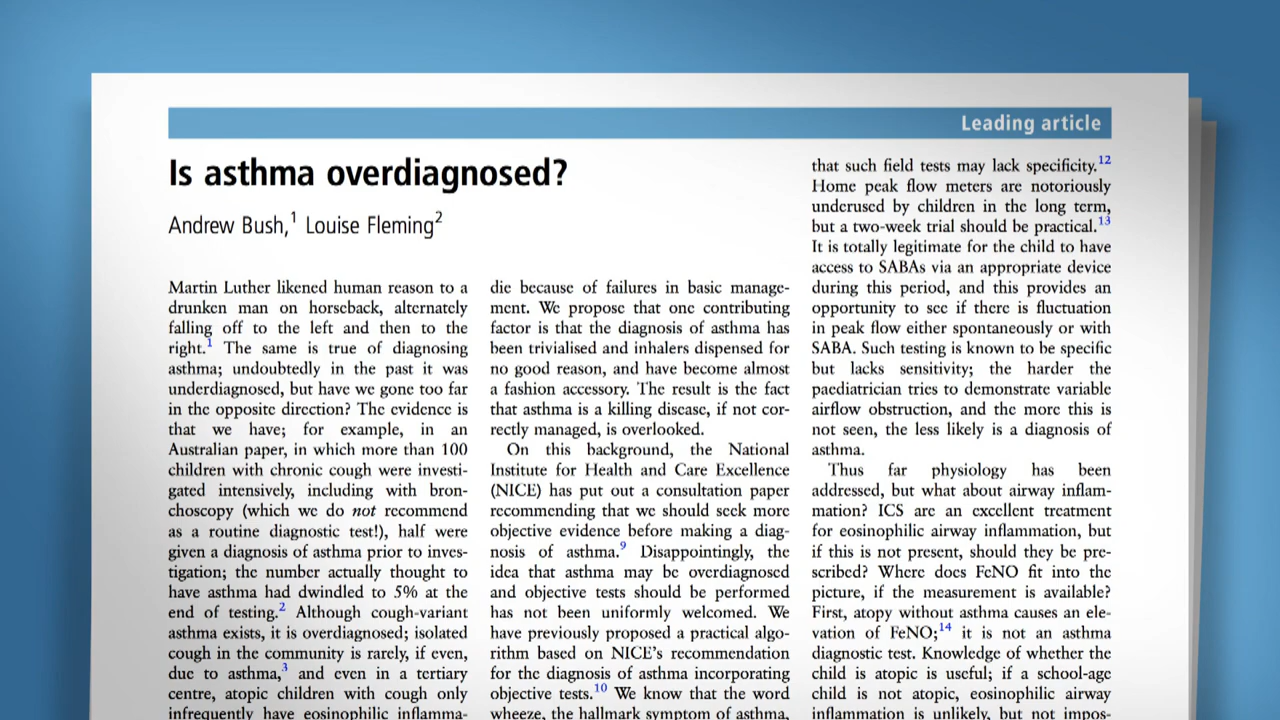 Leading article
Is asthma overdiagnosed?
Andrew Bush,1 Louise Fleming2
Martin Luther likened human reason to a
drunken man on horseback, alternately
falling off to the left and then to the
right.1 The same is true of diagnosing
asthma; undoubtedly in the past it was
underdiagnosed, but have we gone too far
in the opposite direction? The evidence is
that we have; for example, in an
Australian paper, in which more than 100
children with chronic cough were investi-
gated intensively, including with bron-
choscopy (which we do not recommend
as a routine diagnostic test!), half were
given a diagnosis of asthma prior to inves-
tigation; the number actually thought to
have asthma had dwindled to 5% at the
end of testing.2 Although cough-variant
asthma exists, it is overdiagnosed; isolated
cough in the community is rarely, if even,
due to asthma,3 and even in a tertiary
centre, atopic children with cough only
infrequently have eosinophilic inflamma-
die because of failures in basic manage-
ment. We propose that one contributing
factor is that the diagnosis of asthma has
been trivialised and inhalers dispensed for
no good reason, and have become almost
a fashion accessory. The result is the fact
that asthma is a killing disease, if not cor-
rectly managed, is overlooked.
On this background, the National
Institute for Health and Care Excellence
(NICE) has put out a consultation paper
recommending that we should seek more
objective evidence before making a diag-
nosis of asthma.9 Disappointingly, the
idea that asthma may be overdiagnosed
and objective tests should be performed
has not been uniformly welcomed. We
have previously proposed a practical algo-
rithm based on NICE's recommendation
for the diagnosis of asthma incorporating
objective tests.10 We know that the word
wheeze, the hallmark symptom of asthma,
that such field tests may lack specificity.12
Home peak flow meters are notoriously
underused by children in the long term,
but a two-week trial should be practical.13
It is totally legitimate for the child to have
access to SABAs via an appropriate device
during this period, and this provides an
opportunity to see if there is fluctuation
in peak flow either spontaneously or with
SABA. Such testing is known to be specific
but lacks sensitivity; the harder the
paediatrician tries to demonstrate variable
airflow obstruction, and the more this is
not seen, the less likely is a diagnosis of
asthma.
Thus far physiology has been
addressed, but what about airway inflam-
mation? ICS are an excellent treatment
for eosinophilic airway inflammation, but
if this is not present, should they be pre-
scribed? Where does FeNO fit into the
picture, if the measurement is available?
First, atopy without asthma causes an ele-
vation of FeNO;14 it is not an asthma
diagnostic test. Knowledge of whether the
child is atopic is useful; if a school-age
child is not atopic, eosinophilic airway
inflammation is unlikely, but not impos-